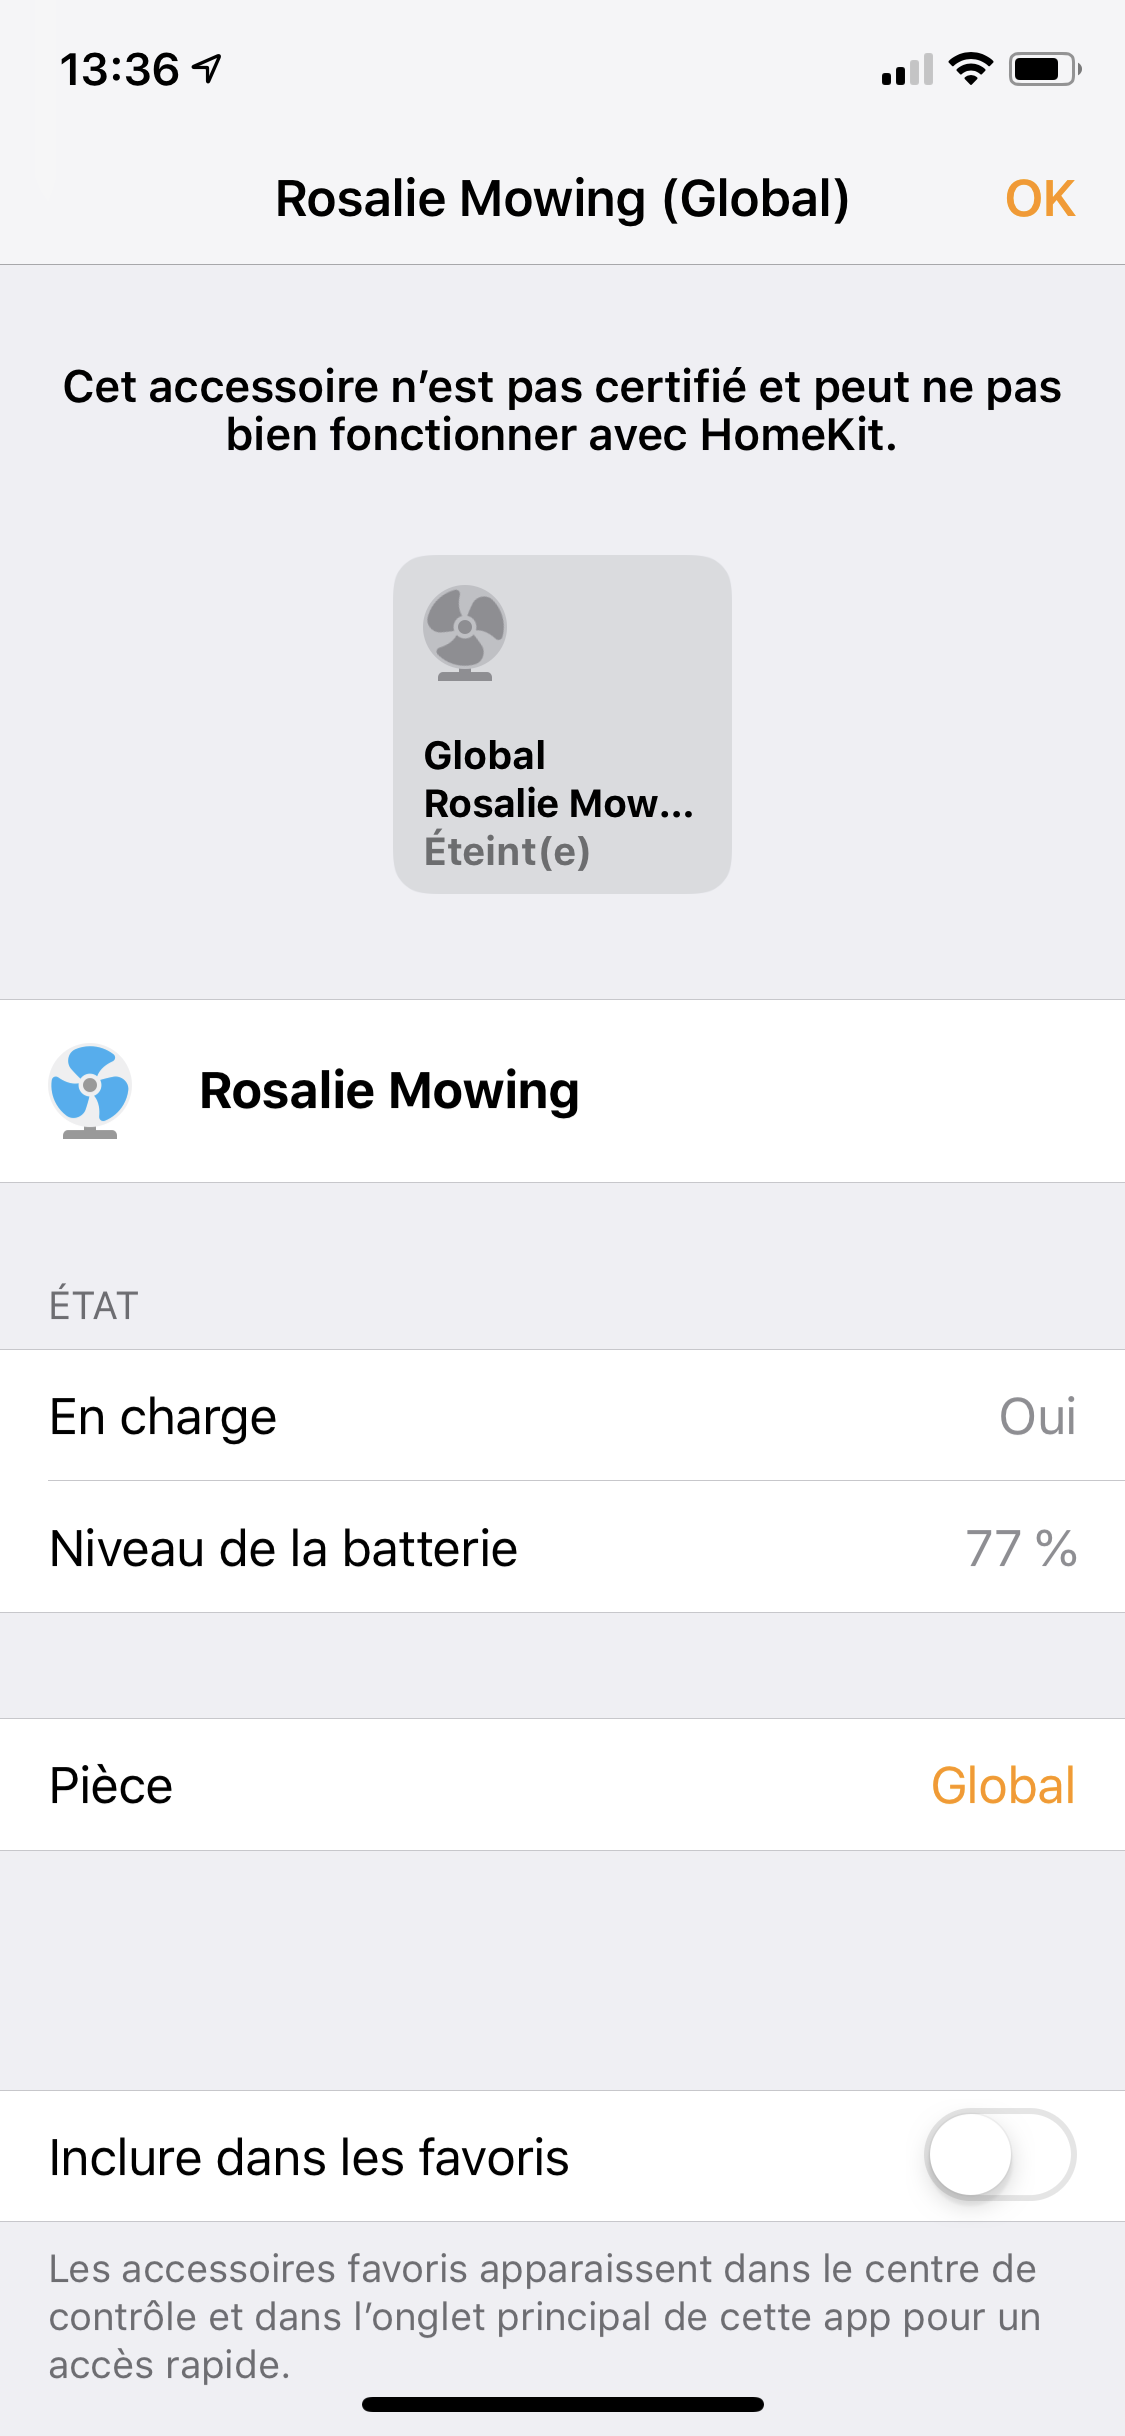 13:36
Rosalie Mowing (Global)
OK
Cet accessoire n’est pas certifié et peut ne pas
bien fonctionner avec HomeKit.
Global
Rosalie Mow...
Éteint(e)
Rosalie Mowing
ÉTAT
En charge
Oui
Niveau de la batterie
77 %
Pièce
Global
Inclure dans les favoris
Les accessoires favoris apparaissent dans le centre de
contrôle et dans l’onglet principal de cette app pour un
accès rapide.